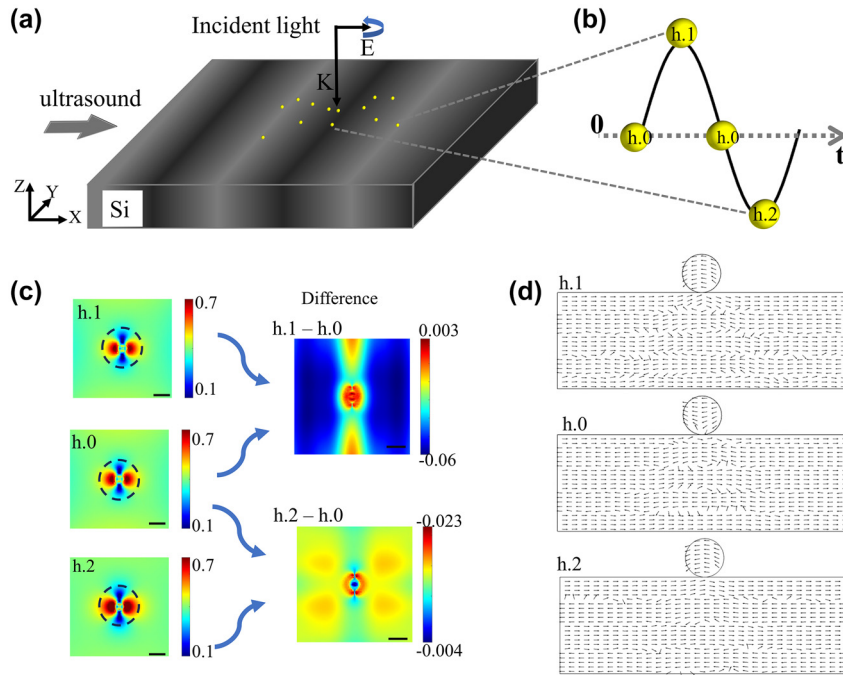 (a)
Incident light
E
K
ultrasound
Z
Y
X
Si
(b)
h.1
0
h.0
h.0
t
h.2
(c)
h.1
0.7
0.1
h.0
0.7
0.1
h.2
0.7
0.1
Difference
h.1 – h.0
0.003
-0.06
h.2 – h.0
-0.023
-0.004
(d)
h.1
h.0
h.2